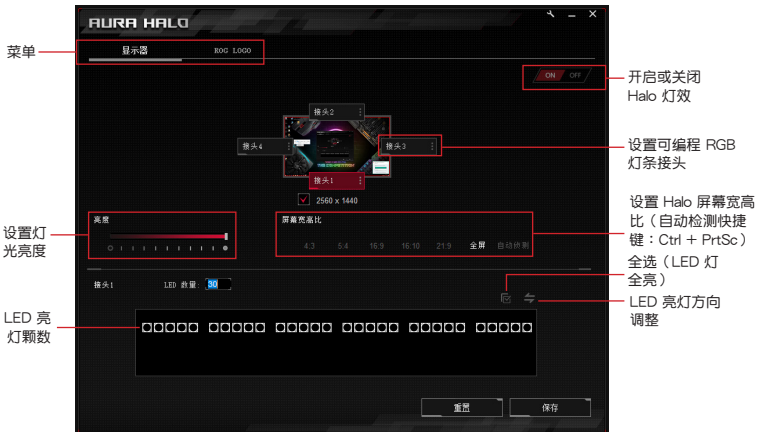 AURA HALO
菜单
显示器
ROG LOGO
ON OFF
开启或关闭
Halo 灯效
接头2
接头4
接头3
设置可编程 RGB
灯条接头
接头1
2560 x 1440
设置灯
光亮度
亮度
屏幕宽高比
4:3 5:4 16:9 16:10 21:9 全屏 自动侦测
设置 Halo 屏幕宽高
比（自动检测快捷
键：Ctrl + PrtSc）
接头1
LED 数量: 30
全选（LED 灯
全亮）
LED 亮灯方向
调整
LED 亮
灯颗数
重置
保存